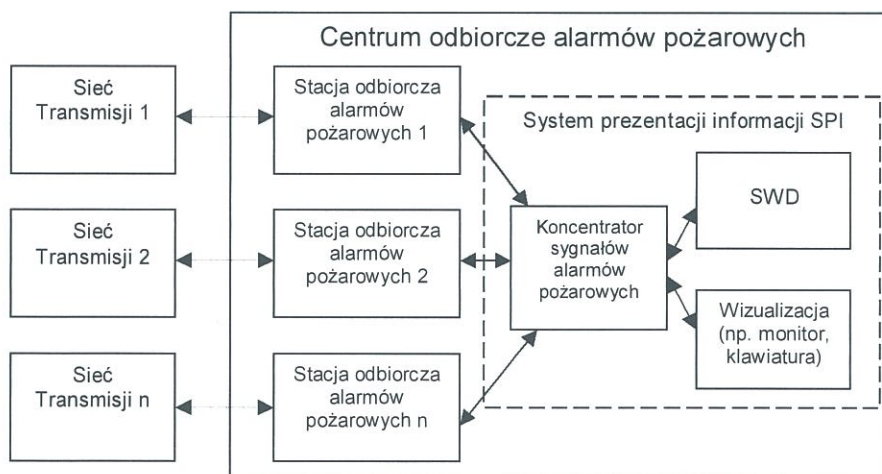 Centrum odbiorcze alarmów pożarowych
Sieć
Transmisji 1
Stacja odbiorcza
alarmów
pożarowych 1
System prezentacji informacji SPI
SWD
Sieć
Transmisji 2
Stacja odbiorcza
alarmów
pożarowych 2
Koncentrator
sygnałów
alarmów
pożarowych
Wizualizacja
(np. monitor,
klawiatura)
Sieć
Transmisji n
Stacja odbiorcza
alarmów
pożarowych n